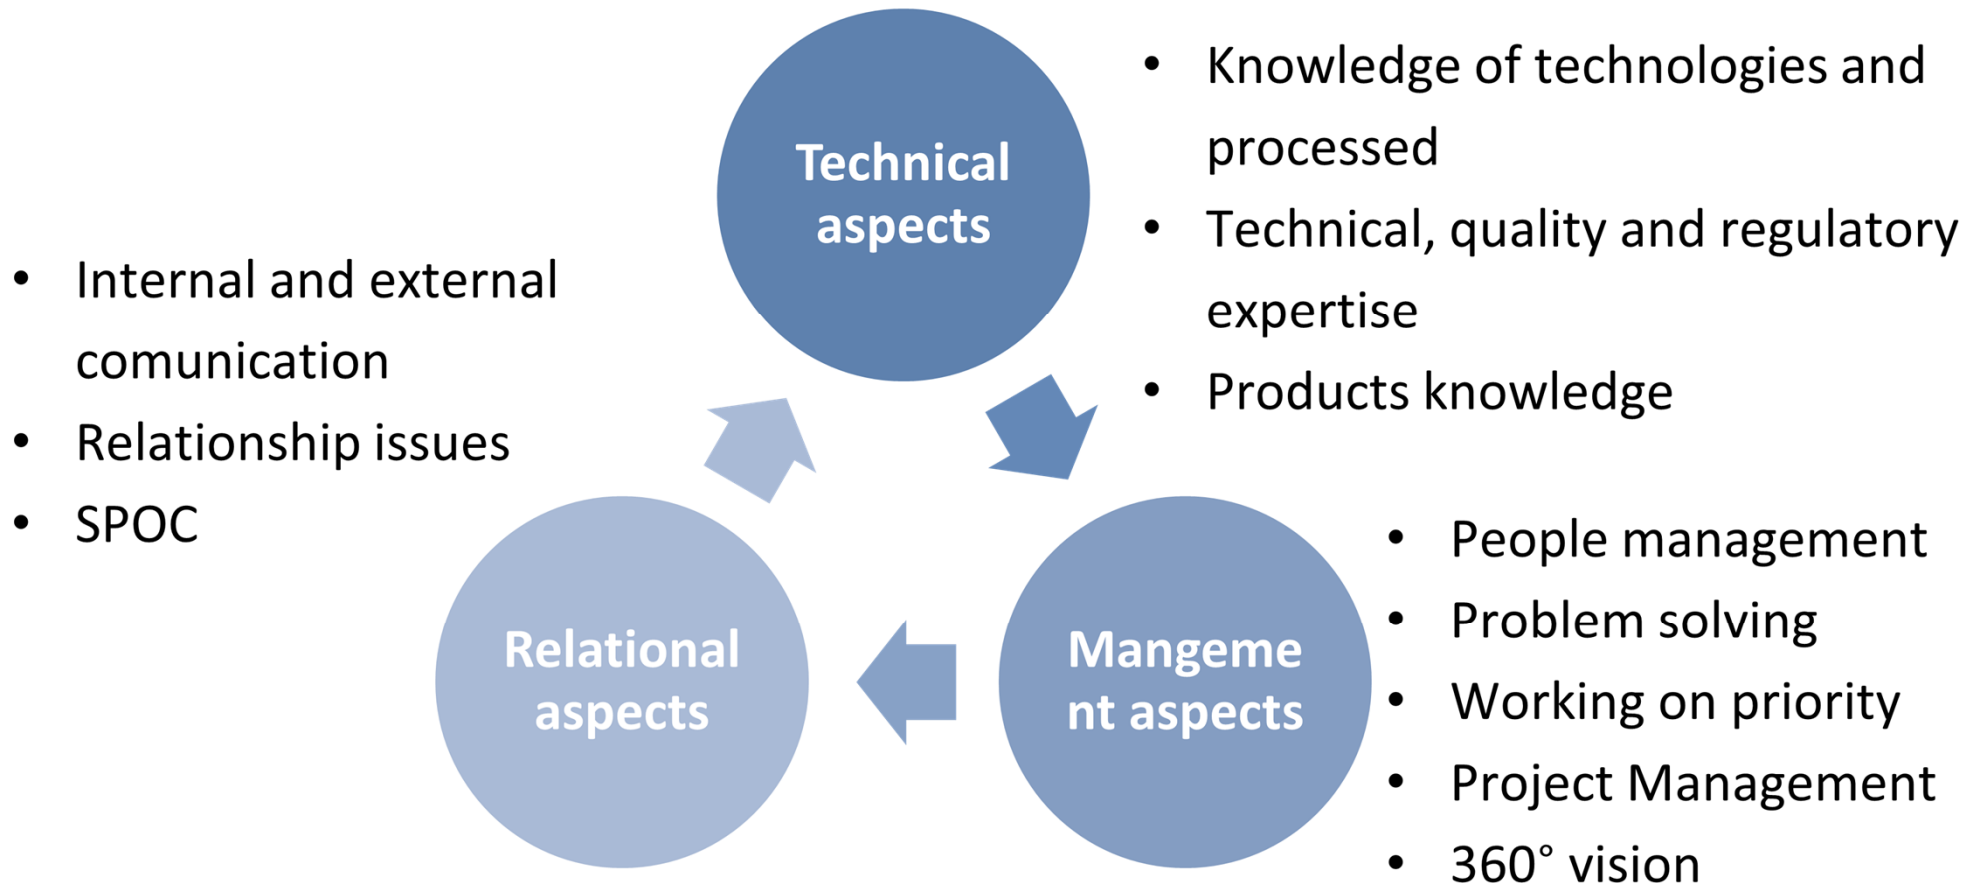 Technical
aspects
• Knowledge of technologies and
processed
• Technical, quality and regulatory
expertise
• Products knowledge
Mangeme
nt aspects
• People management
• Problem solving
• Working on priority
• Project Management
• 360° vision
Relational
aspects
• Internal and external
comunication
• Relationship issues
• SPOC